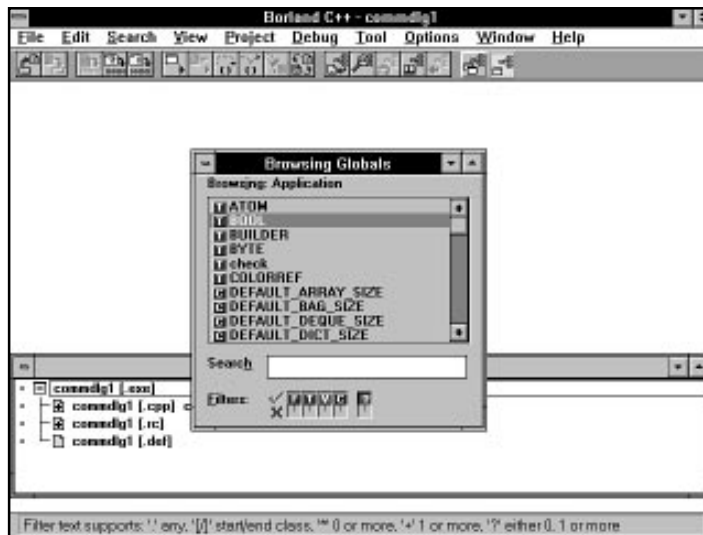 Borland C++ - commdlg1
File Edit Search View Project Debug Tool Options Window Help
Browsing Globals
Browsing: Application
T ATOM
T BOOL
T BUILDER
T BYTE
T check
T COLORREF
C DEFAULT_ARRAY_SIZE
C DEFAULT_BAG_SIZE
C DEFAULT_DEQUE_SIZE
C DEFAULT_DICT_SIZE
Search
Filters: F T V C
commdlg1 [.exe]
commdlg1 [.cpp]
commdlg1 [.rc]
commdlg1 [.def]
Filter text supports: '.' any, '[/]' start/end class, '*' 0 or more, '+' 1 or more, '?' either 0, 1 or more